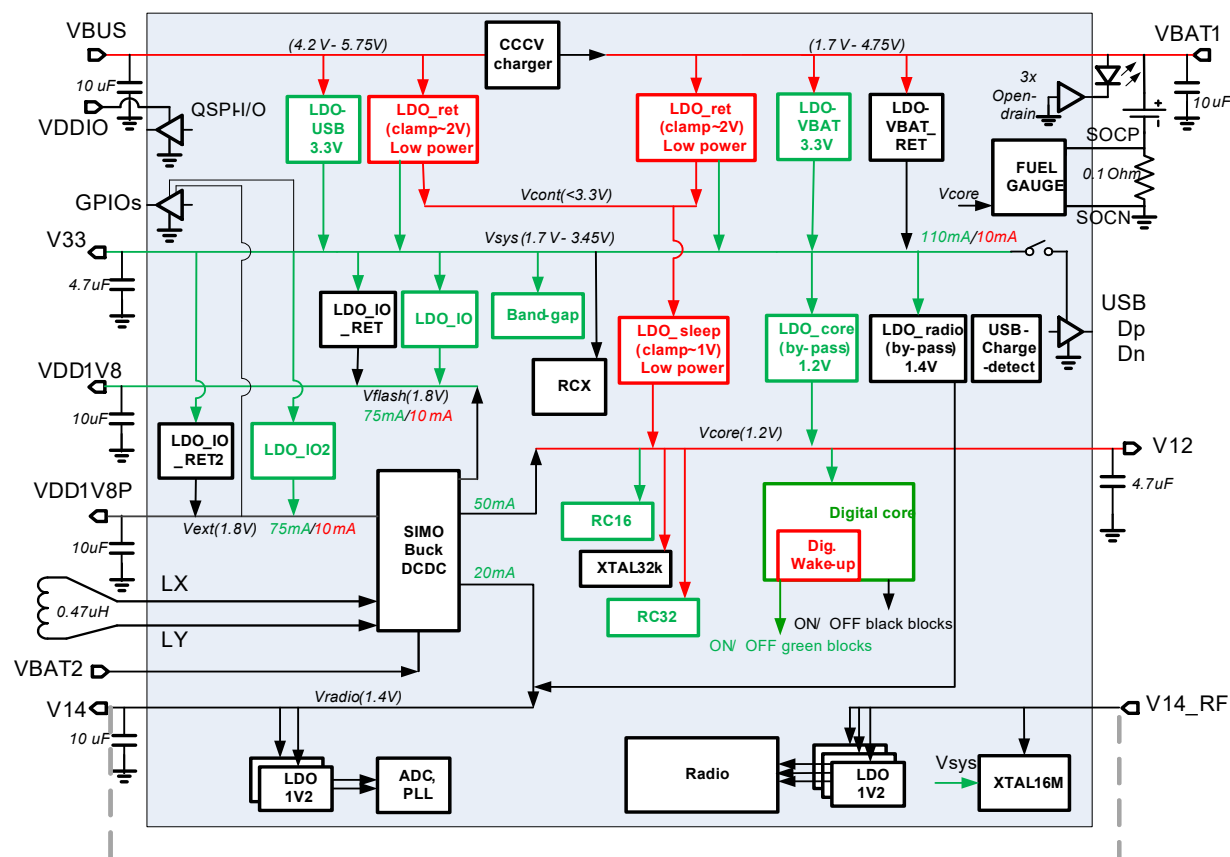 VBUS
(4.2 V - 5.75V)
CCCV
charger
(1.7 V - 4.75V)
VBAT1
10 uF
VDDIO
QSPI-I/O
LDO-
USB
3.3V
LDO_ret
(clamp~2V)
Low power
LDO_ret
(clamp~2V)
Low power
LDO-
VBAT
3.3V
LDO-
VBAT_
RET
3x
Open-
drain
10uF
SOCP
FUEL
GAUGE
0.1 Ohm
SOCN
Vcore
GPIOs
Vcont(<3.3V)
V33
Vsys(1.7V - 3.45V)
110mA/10mA
4.7uF
LDO_IO
_RET
LDO_IO
Band-gap
RCX
LDO_sleep
(clamp~1V)
Low power
LDO_core
(by-pass)
1.2V
LDO_radio
(by-pass)
1.4V
USB-
Charge
-detect
USB
Dp
Dn
VDD1V8
Vflash(1.8V)
75mA/10 mA
10uF
LDO_IO
_RET2
LDO_IO2
Vcore(1.2V)
V12
4.7uF
VDD1V8P
Vext(1.8V)
75mA/10mA
10uF
SIMO
Buck
DCDC
50mA
20mA
RC16
XTAL32k
RC32
Digital core
Dig.
Wake-up
ON/ OFF black blocks
ON/ OFF green blocks
LX
0.47uH
LY
VBAT2
V14
Vradio(1.4V)
V14_RF
10 uF
LDO
1V2
ADC,
PLL
Radio
LDO
1V2
Vsys
XTAL16M